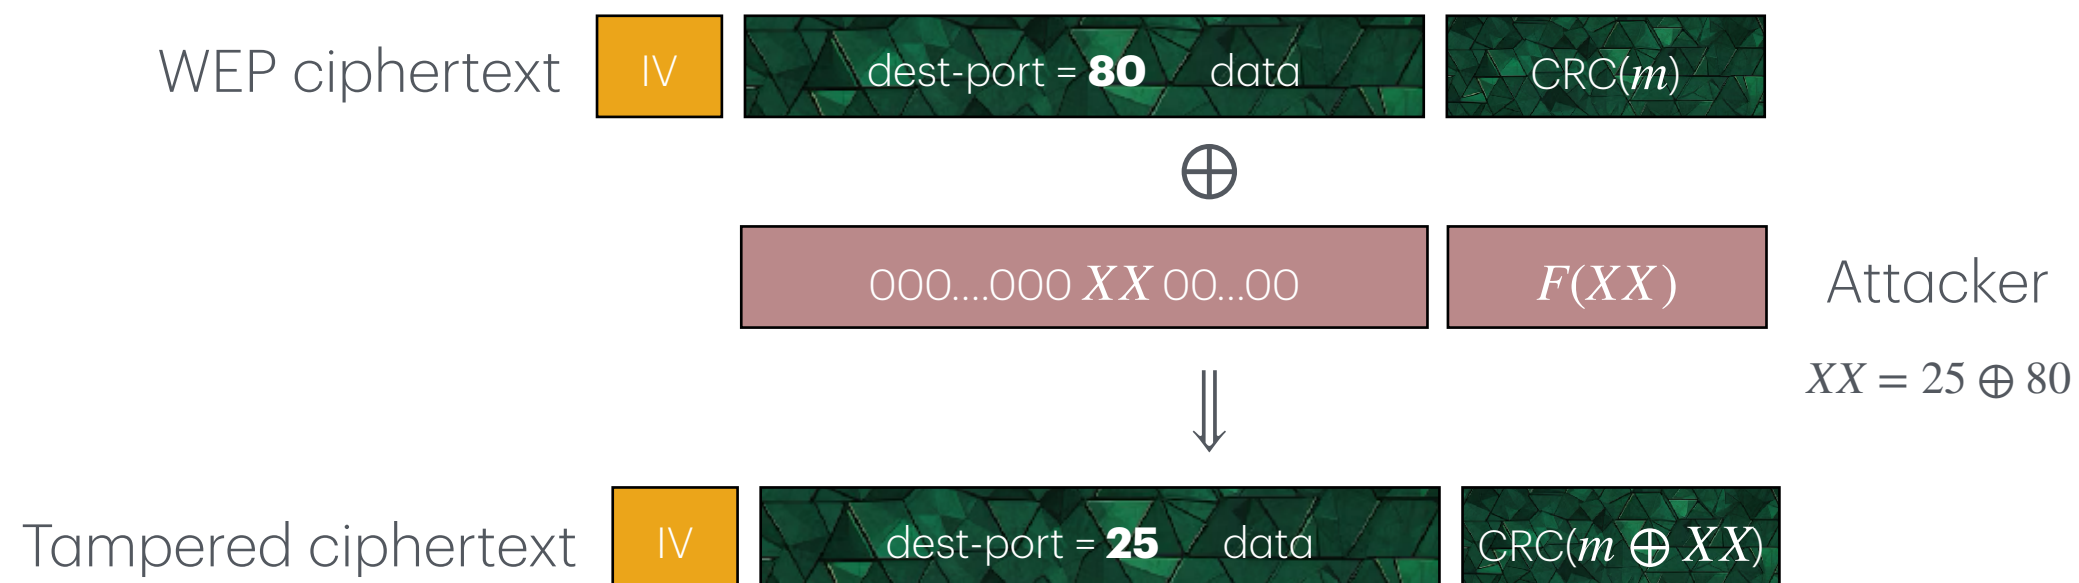 WEP ciphertext IV dest-port = 80 data CRC(m)
⊕
000....000 XX 00...00 F(XX) Attacker
⇓
XX = 25 ⊕ 80
Tampered ciphertext IV dest-port = 25 data CRC(m ⊕ XX)